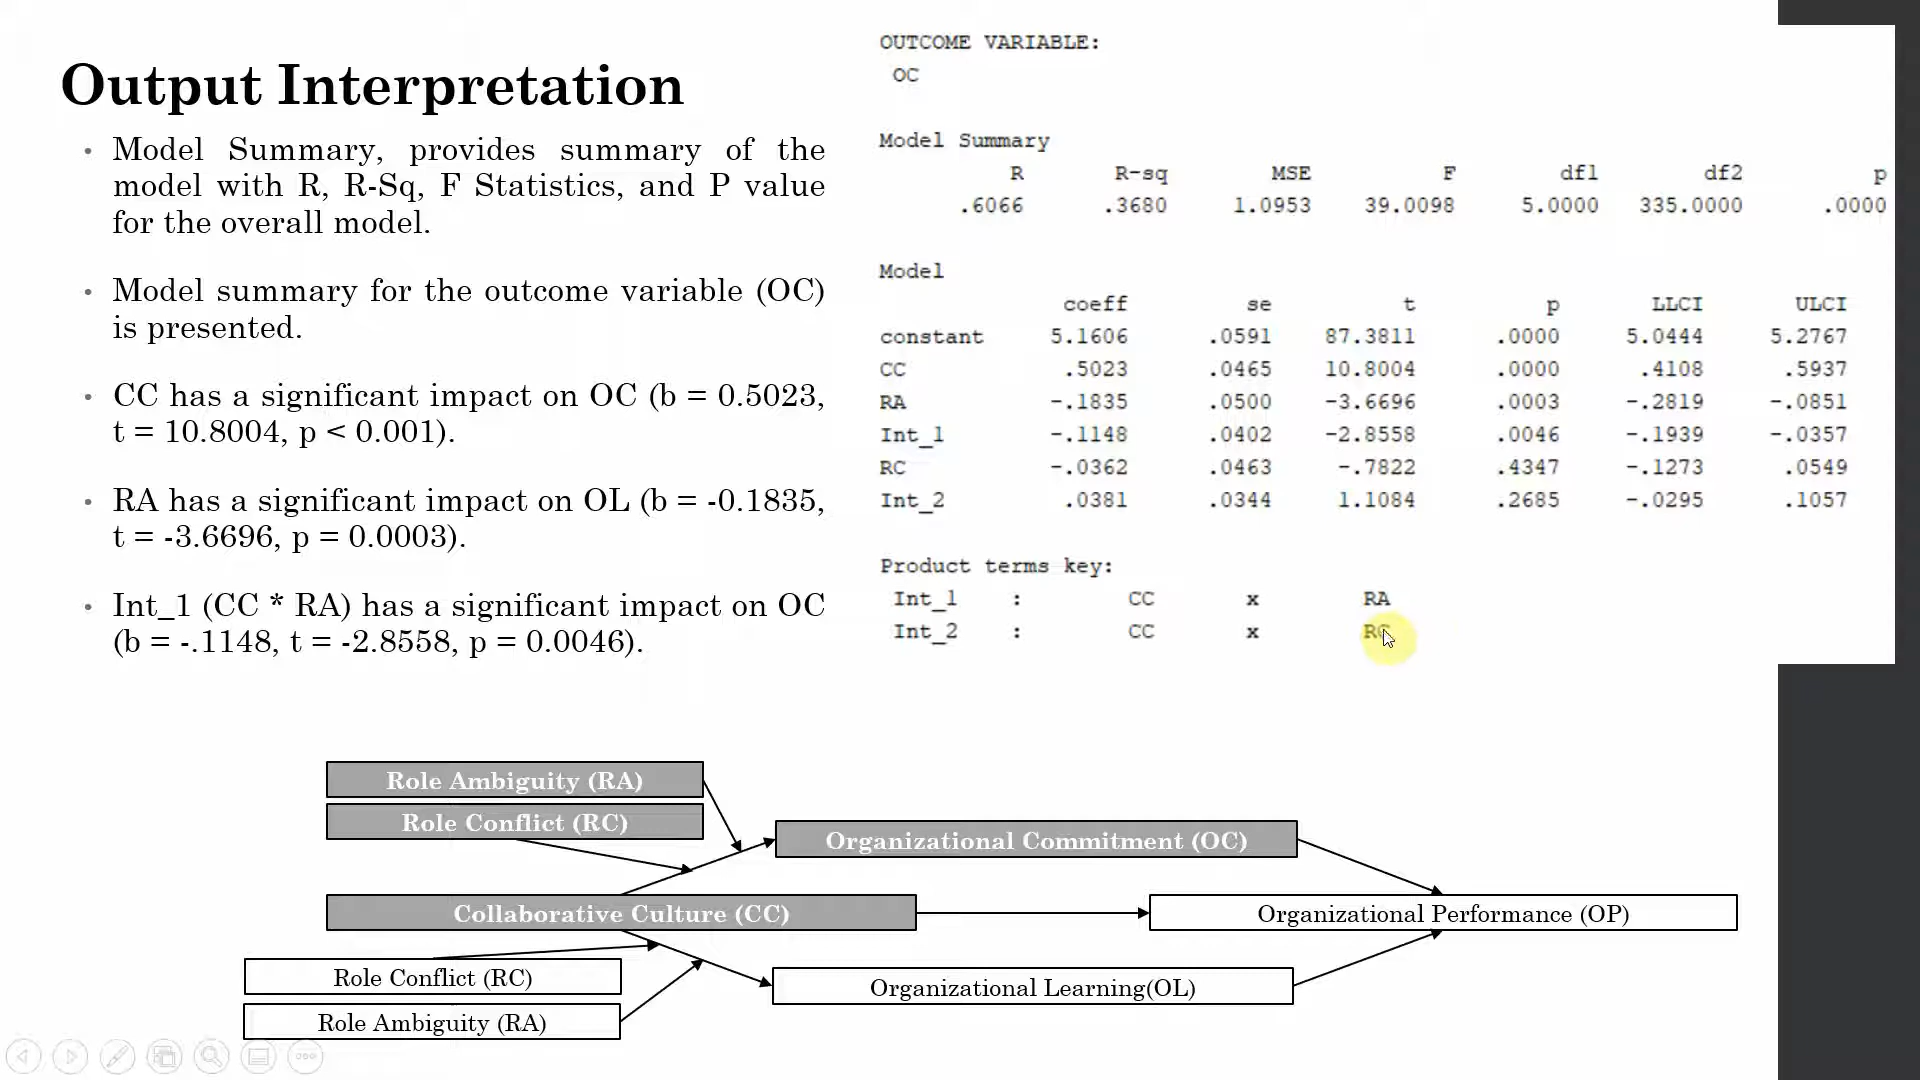 Output Interpretation
• Model Summary, provides summary of the
model with R, R-Sq, F Statistics, and P value
for the overall model.
• Model summary for the outcome variable (OC)
is presented.
• CC has a significant impact on OC (b = 0.5023,
t = 10.8004, p < 0.001).
• RA has a significant impact on OL (b = -0.1835,
t = -3.6696, p = 0.0003).
• Int_1 (CC * RA) has a significant impact on OC
(b = -.1148, t = -2.8558, p = 0.0046).
OUTCOME VARIABLE:
OC
Model Summary
R R-sq MSE F df1 df2 p
.6066 .3680 1.0953 39.0098 5.0000 335.0000 .0000
Model
coeff se t p LLCI ULCI
constant 5.1606 .0591 87.3811 .0000 5.0444 5.2767
CC .5023 .0465 10.8004 .0000 .4108 .5937
RA -.1835 .0500 -3.6696 .0003 -.2819 -.0851
Int_1 -.1148 .0402 -2.8558 .0046 -.1939 -.0357
RC -.0362 .0463 -.7822 .4347 -.1273 .0549
Int_2 .0381 .0344 1.1084 .2685 -.0295 .1057
Product terms key:
Int_1 : CC x RA
Int_2 : CC x RC
Role Ambiguity (RA)
Role Conflict (RC)
Organizational Commitment (OC)
Collaborative Culture (CC)
Organizational Performance (OP)
Role Conflict (RC)
Organizational Learning(OL)
Role Ambiguity (RA)